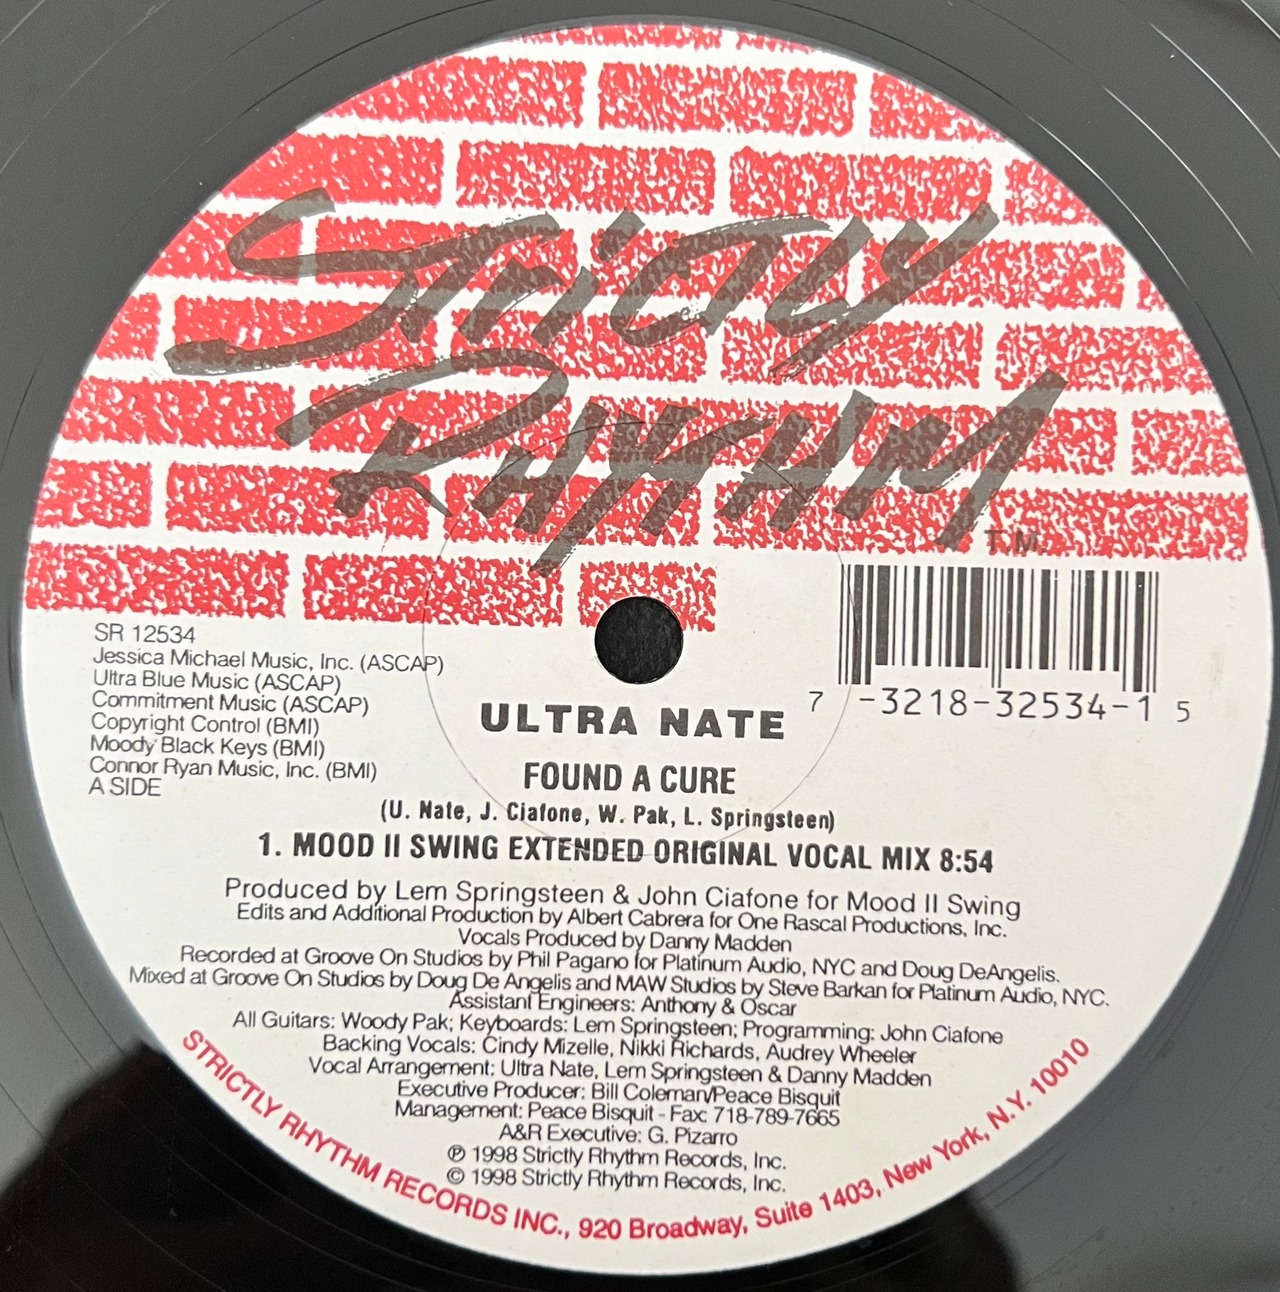 Strictly
Rhythm
T.M.
SR 12534
Jessica Michael Music, Inc. (ASCAP)
Ultra Blue Music (ASCAP)
Commitment Music (ASCAP)
Copyright Control (BMI)
Moody Black Keys (BMI)
Connor Ryan Music, Inc. (BMI)
A SIDE
7 -3218-32534-1 5
ULTRA NATE
FOUND A CURE
(U. Nate, J. Ciafone, W. Pak, L. Springsteen)
1. MOOD II SWING EXTENDED ORIGINAL VOCAL MIX 8:54
Produced by Lem Springsteen & John Ciafone for Mood II Swing
Edits and Additional Production by Albert Cabrera for One Rascal Productions, Inc.
Vocals Produced by Danny Madden
Recorded at Groove On Studios by Phil Pagano for Platinum Audio, NYC and Doug DeAngelis.
Mixed at Groove On Studios by Doug De Angelis and MAW Studios by Steve Barkan for Platinum Audio, NYC.
Assistant Engineers: Anthony & Oscar
All Guitars: Woody Pak; Keyboards: Lem Springsteen; Programming: John Ciafone
Backing Vocals: Cindy Mizelle, Nikki Richards, Audrey Wheeler
Vocal Arrangement: Ultra Nate, Lem Springsteen & Danny Madden
Executive Producer: Bill Coleman/Peace Bisquit
Management: Peace Bisquit - Fax: 718-789-7665
A&R Executive: G. Pizarro
℗ 1998 Strictly Rhythm Records, Inc.
© 1998 Strictly Rhythm Records, Inc.
STRICTLY RHYTHM RECORDS INC., 920 Broadway, Suite 1403, New York, N.Y. 10010